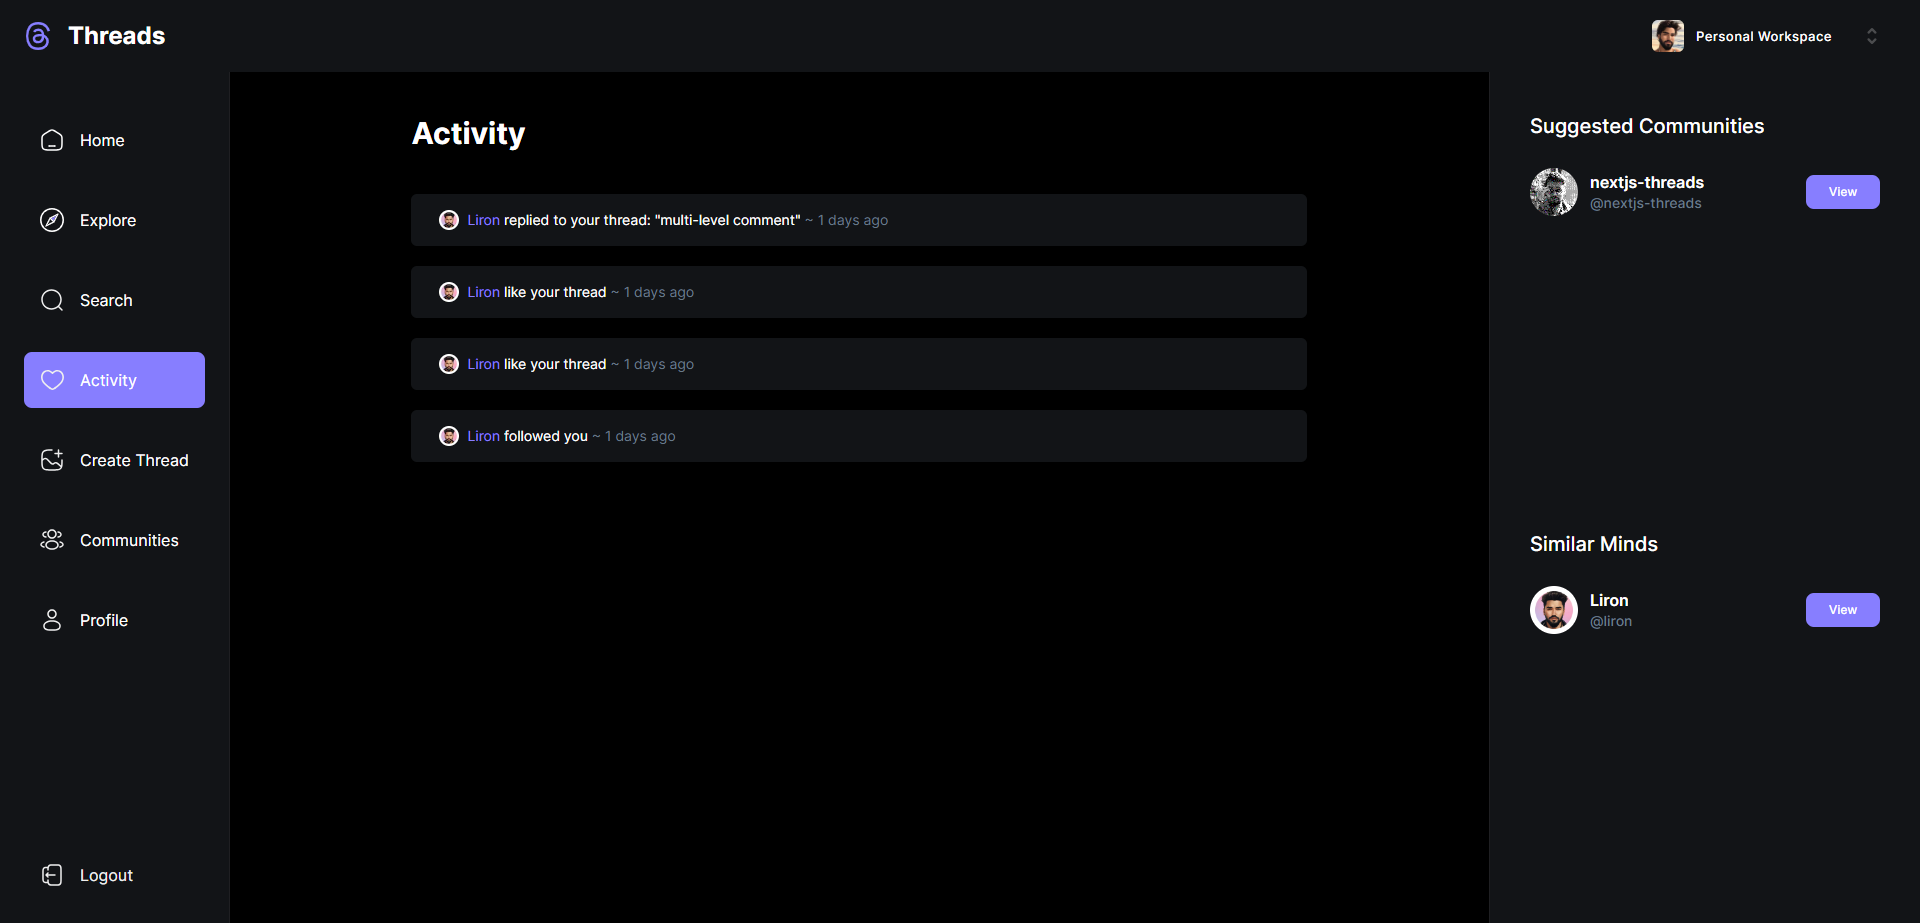 Threads
Personal Workspace
Home
Explore
Search
Activity
Create Thread
Communities
Profile
Logout
Activity
Liron replied to your thread: "multi-level comment" ~ 1 days ago
Liron like your thread ~ 1 days ago
Liron like your thread ~ 1 days ago
Liron followed you ~ 1 days ago
Suggested Communities
nextjs-threads
@nextjs-threads
View
Similar Minds
Liron
@liron
View